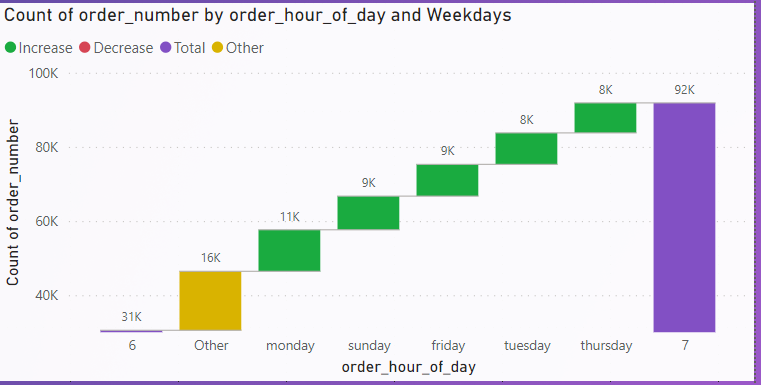 Count of order_number by order_hour_of_day and Weekdays
Increase Decrease Total Other
100K
80K
60K
40K
Count of order_number
31K
16K
11K
9K
9K
8K
8K
92K
6 Other monday sunday friday tuesday thursday 7
order_hour_of_day